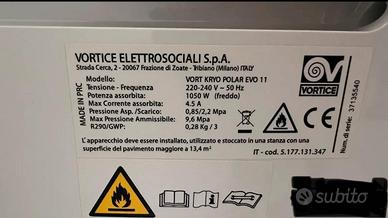 VORTICE ELETTROSOCIALI S.p.A.
Strada Cerca, 2 - 20067 Frazione di Zoate - Tribiano (Milano) ITALY
Modello: VORT KRYO POLAR EVO 11
Tensione - Frequenza 220-240 V ~ 50 Hz
Potenza assorbita: 1050 W (freddo)
Max Corrente assorbita: 4.5 A
Pressione Asp./Scarico: 0,85/2,2 Mpa
Max Pressione Ammissibile: 9,6 Mpa
R290/GWP: 0,28 Kg / 3
MADE IN PRC
VORTICE
Num. di serie: 37135540
L'apparecchio deve essere installato, utilizzato e stoccato in una stanza con una
superficie del pavimento maggiore a 13,4 m²
IT - cod. 5.177.131.347
subito